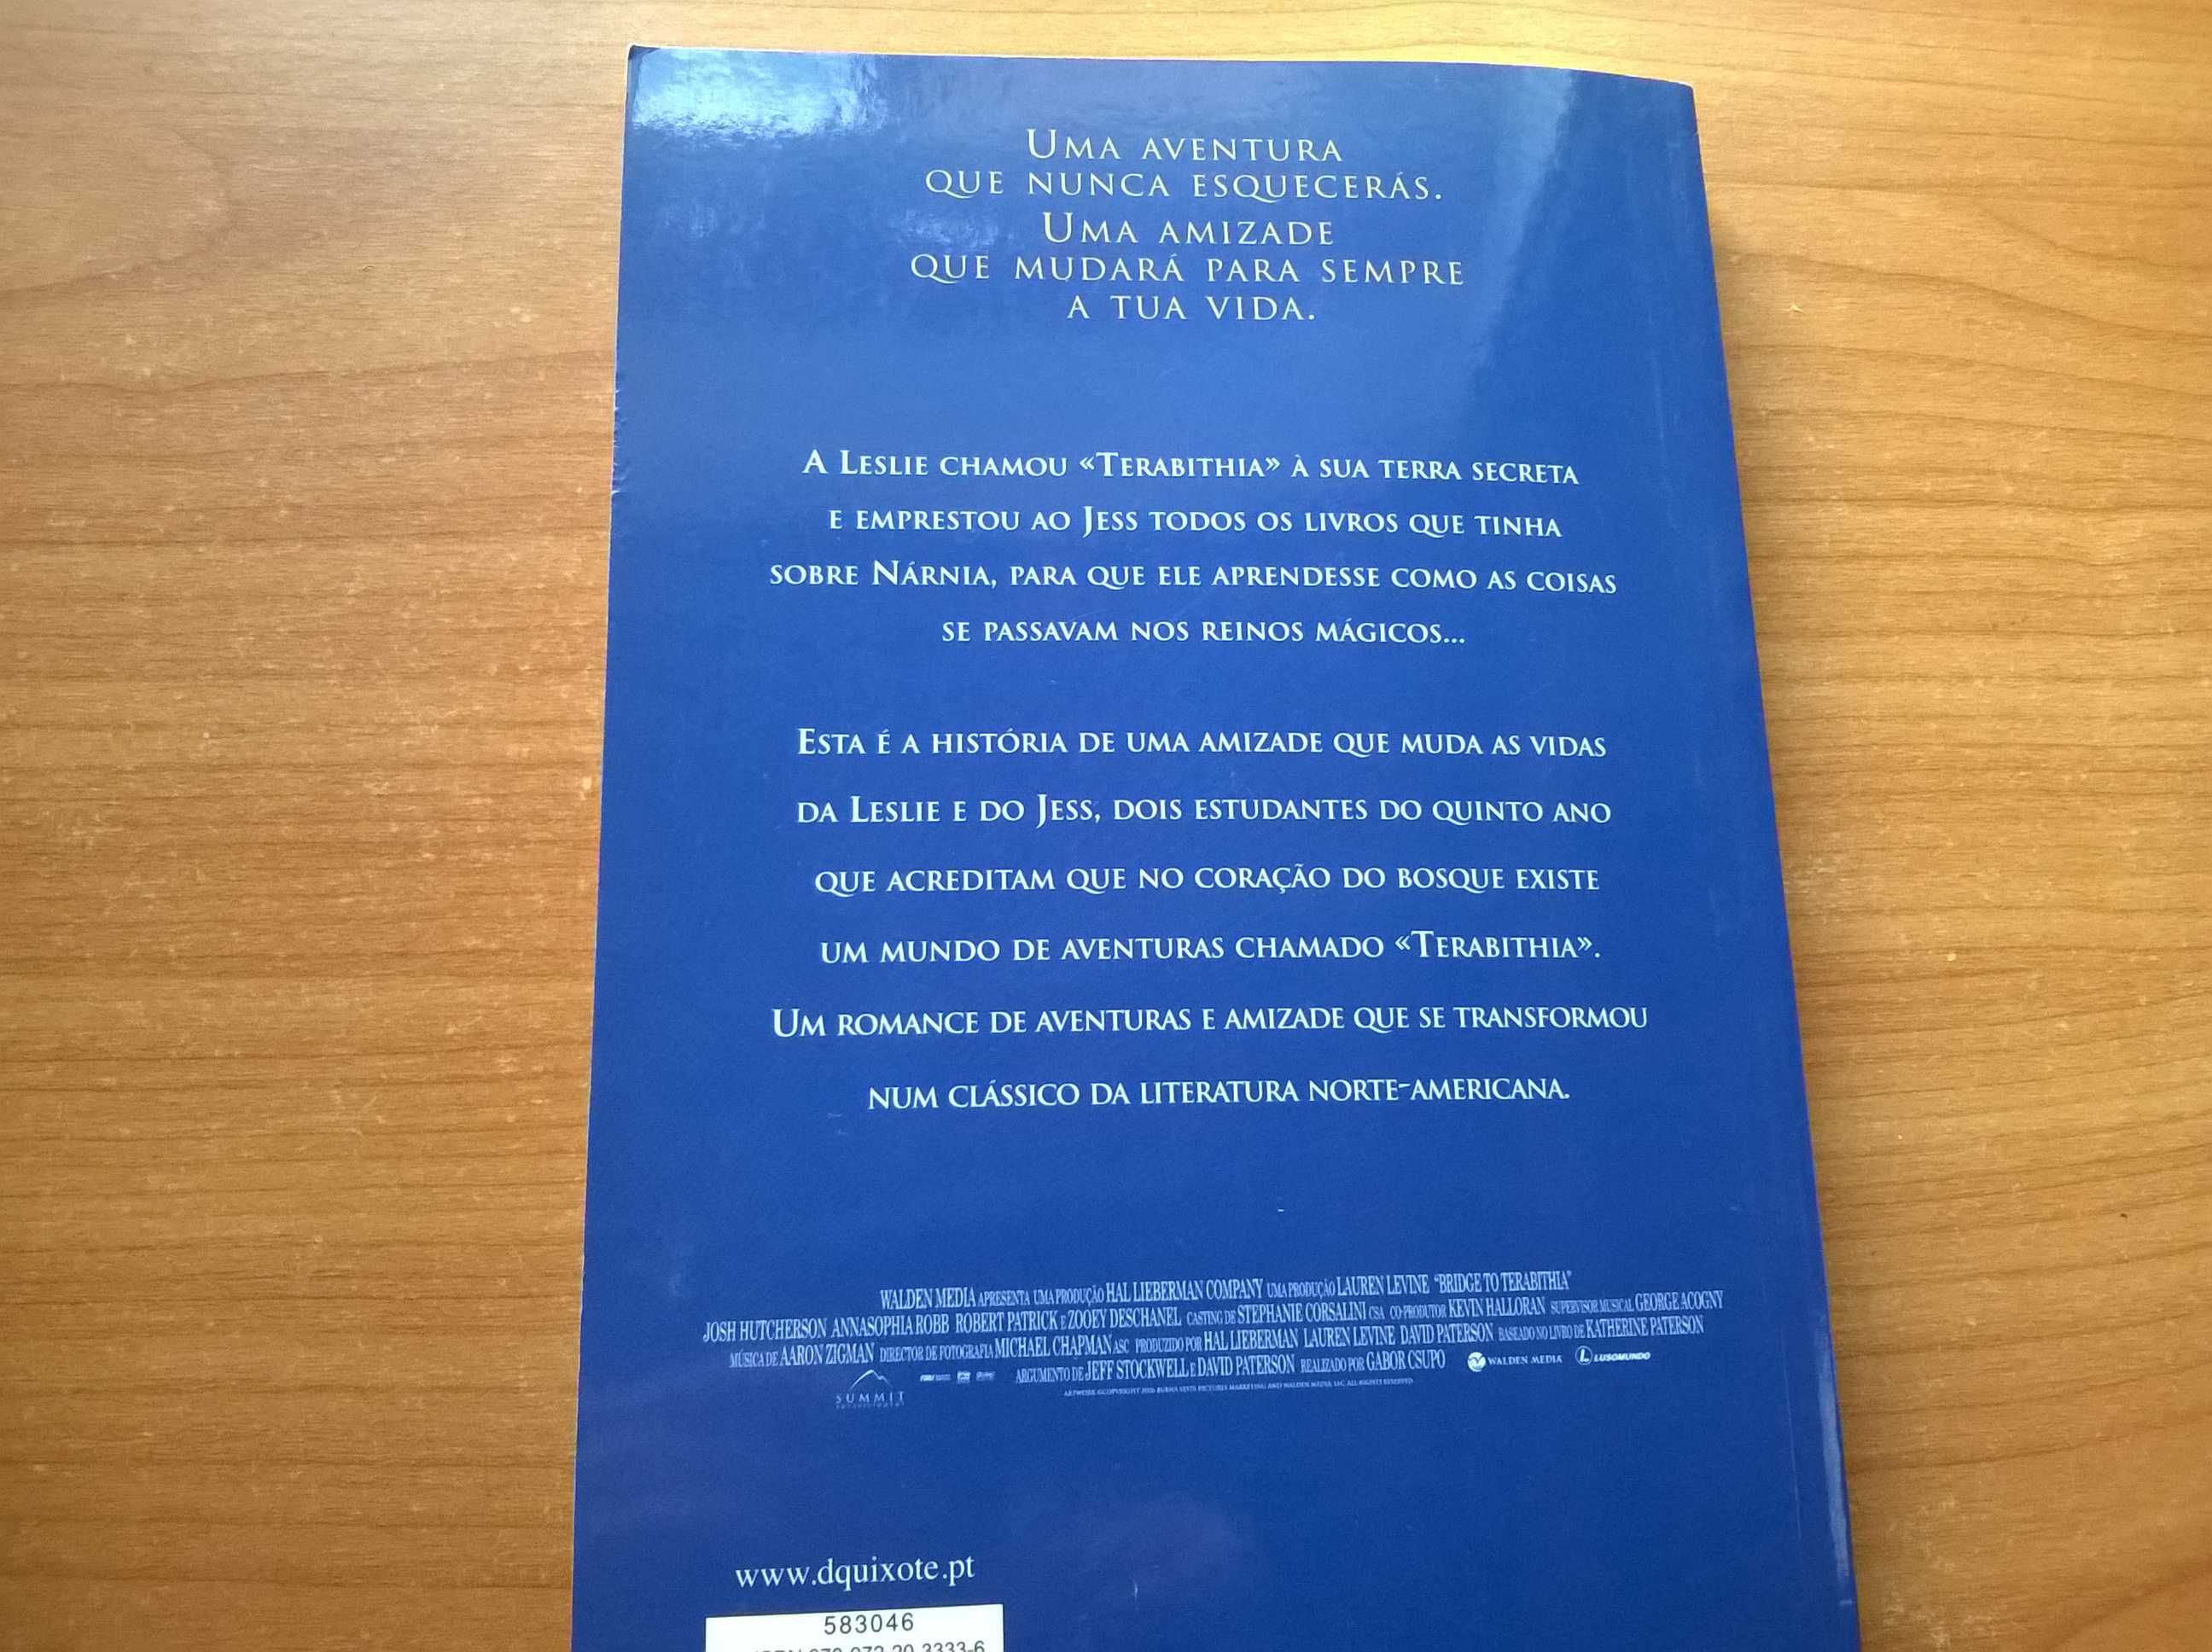 UMA AVENTURA
QUE NUNCA ESQUECERÁS.
UMA AMIZADE
QUE MUDARÁ PARA SEMPRE
A TUA VIDA.
A LESLIE CHAMOU «TERABITHIA» À SUA TERRA SECRETA
E EMPRESTOU AO JESS TODOS OS LIVROS QUE TINHA
SOBRE NÁRNIA, PARA QUE ELE APRENDESSE COMO AS COISAS
SE PASSAVAM NOS REINOS MÁGICOS...
ESTA É A HISTÓRIA DE UMA AMIZADE QUE MUDA AS VIDAS
DA LESLIE E DO JESS, DOIS ESTUDANTES DO QUINTO ANO
QUE ACREDITAM QUE NO CORAÇÃO DO BOSQUE EXISTE
UM MUNDO DE AVENTURAS CHAMADO «TERABITHIA».
UM ROMANCE DE AVENTURAS E AMIZADE QUE SE TRANSFORMOU
NUM CLÁSSICO DA LITERATURA NORTE-AMERICANA.
WALDEN MEDIA APRESENTA UMA PRODUÇÃO HAL LIEBERMAN COMPANY UMA PRODUÇÃO LAUREN LEVINE "BRIDGE TO TERABITHIA"
JOSH HUTCHERSON ANNASOPHIA ROBB ROBERT PATRICK E ZOOEY DESCHANEL CASTING DE STEPHANIE CORSALINI CSA CO-PRODUTOR KEVIN HALLORAN SUPERVISOR MUSICAL GEORGE ACOGNY
MÚSICA DE AARON ZIGMAN DIRECTOR DE FOTOGRAFIA MICHAEL CHAPMAN ASC PRODUZIDO POR HAL LIEBERMAN LAUREN LEVINE DAVID PATERSON BASEADO NO LIVRO DE KATHERINE PATERSON
ARGUMENTO DE JEFF STOCKWELL E DAVID PATERSON REALIZADO POR GABOR CSUPO WALDEN MEDIA LUSOMUNDO
SUMMIT
www.dquixote.pt
583046